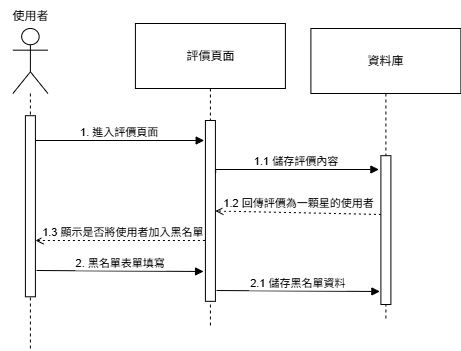 使用者
評價頁面
資料庫
1. 進入評價頁面
1.1 儲存評價內容
1.2 回傳評價為一顆星的使用者
1.3 顯示是否將使用者加入黑名單
2. 黑名單表單填寫
2.1 儲存黑名單資料